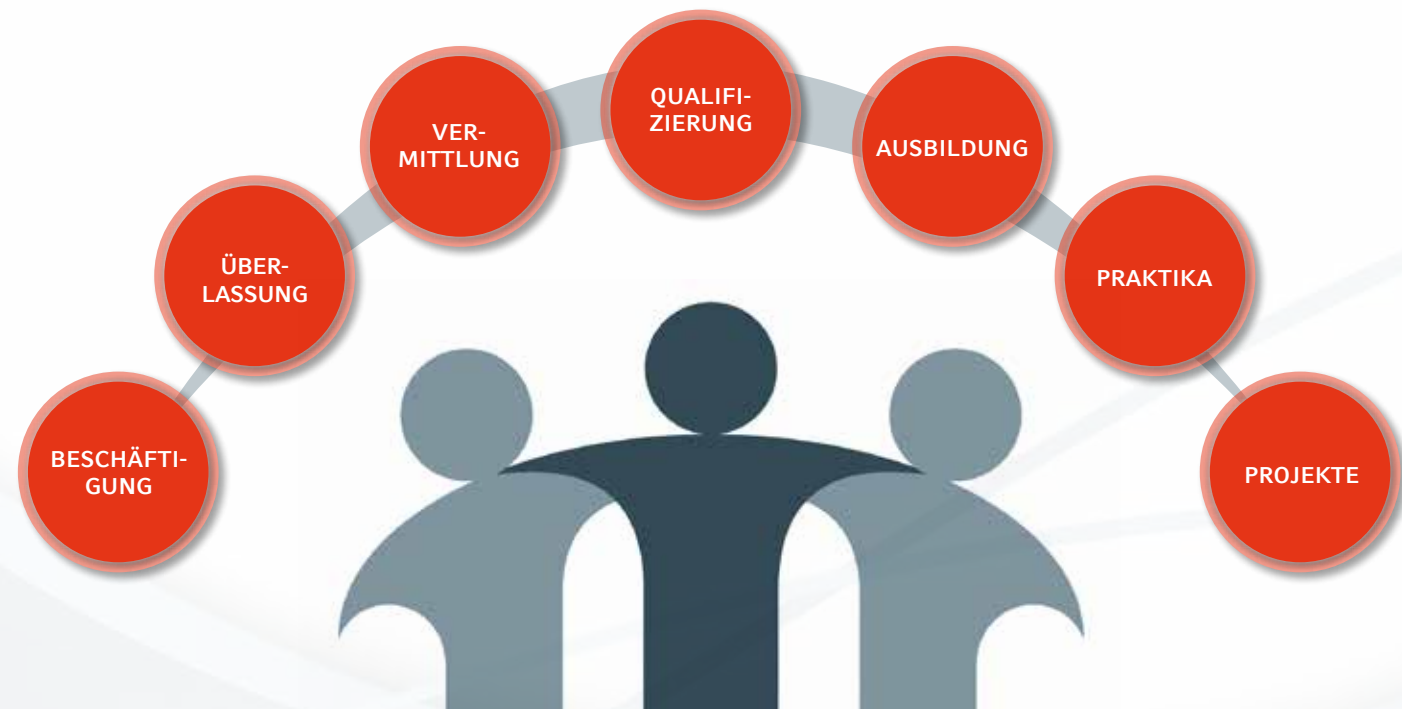 BESCHÄFTI-
GUNG
ÜBER-
LASSUNG
VER-
MITTLUNG
QUALIFI-
ZIERUNG
AUSBILDUNG
PRAKTIKA
PROJEKTE